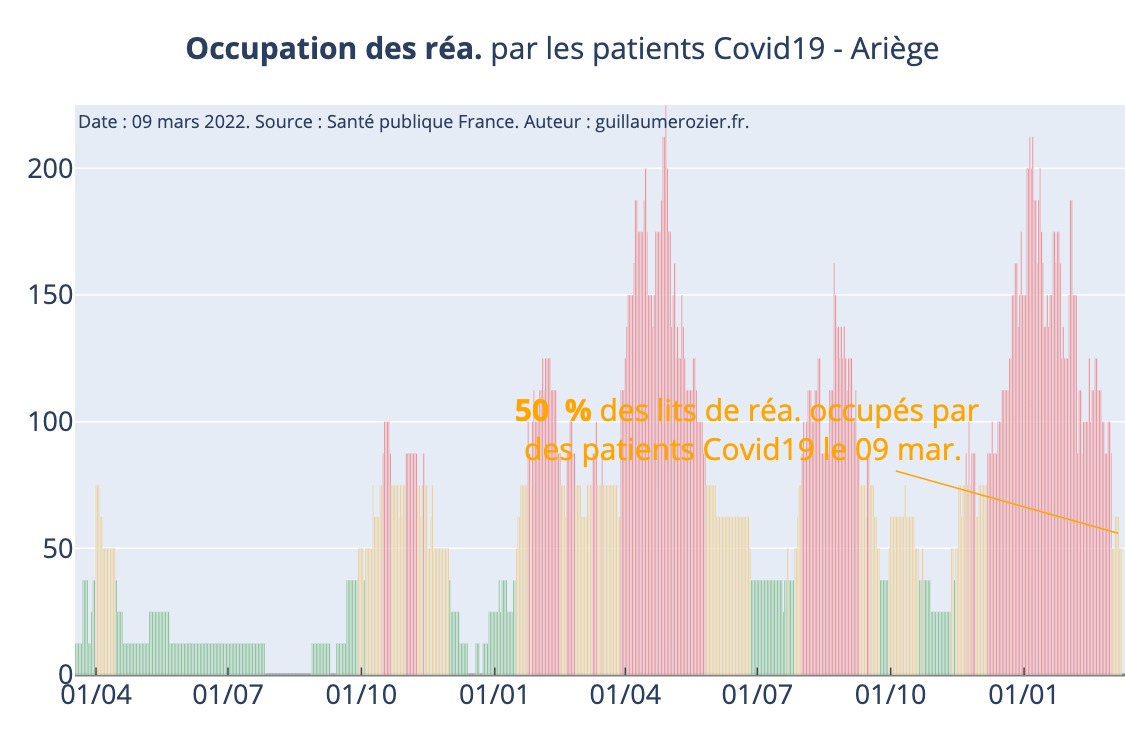 Occupation des réa. par les patients Covid19 - Ariège
Date : 09 mars 2022. Source : Santé publique France. Auteur : guillaumerozier.fr.
200
150
100
50
0
50 % des lits de réa. occupés par
des patients Covid19 le 09 mar.
01/04 01/07 01/10 01/01 01/04 01/07 01/10 01/01